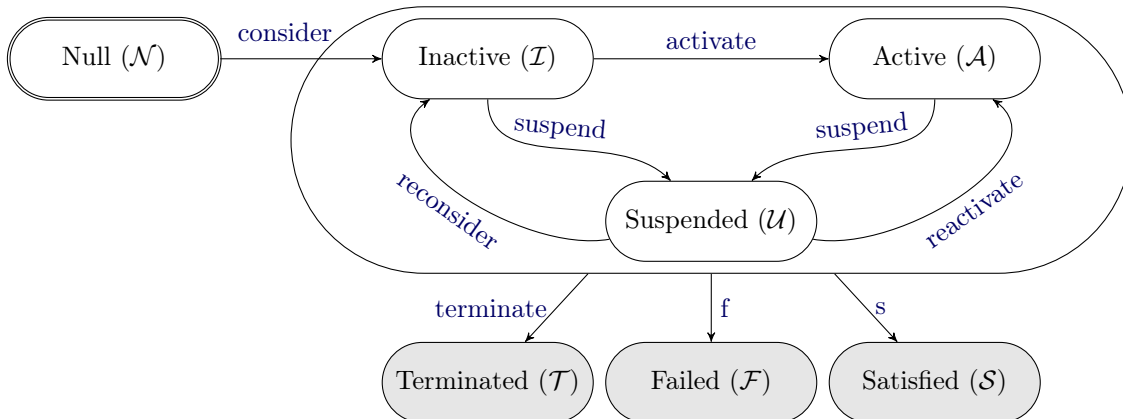 consider
Null (𝒩)
Inactive (ℐ)
activate
Active (𝒜)
suspend
suspend
reconsider
Suspended (𝒰)
reactivate
terminate
f
s
Terminated (𝒯)
Failed (ℱ)
Satisfied (𝒮)